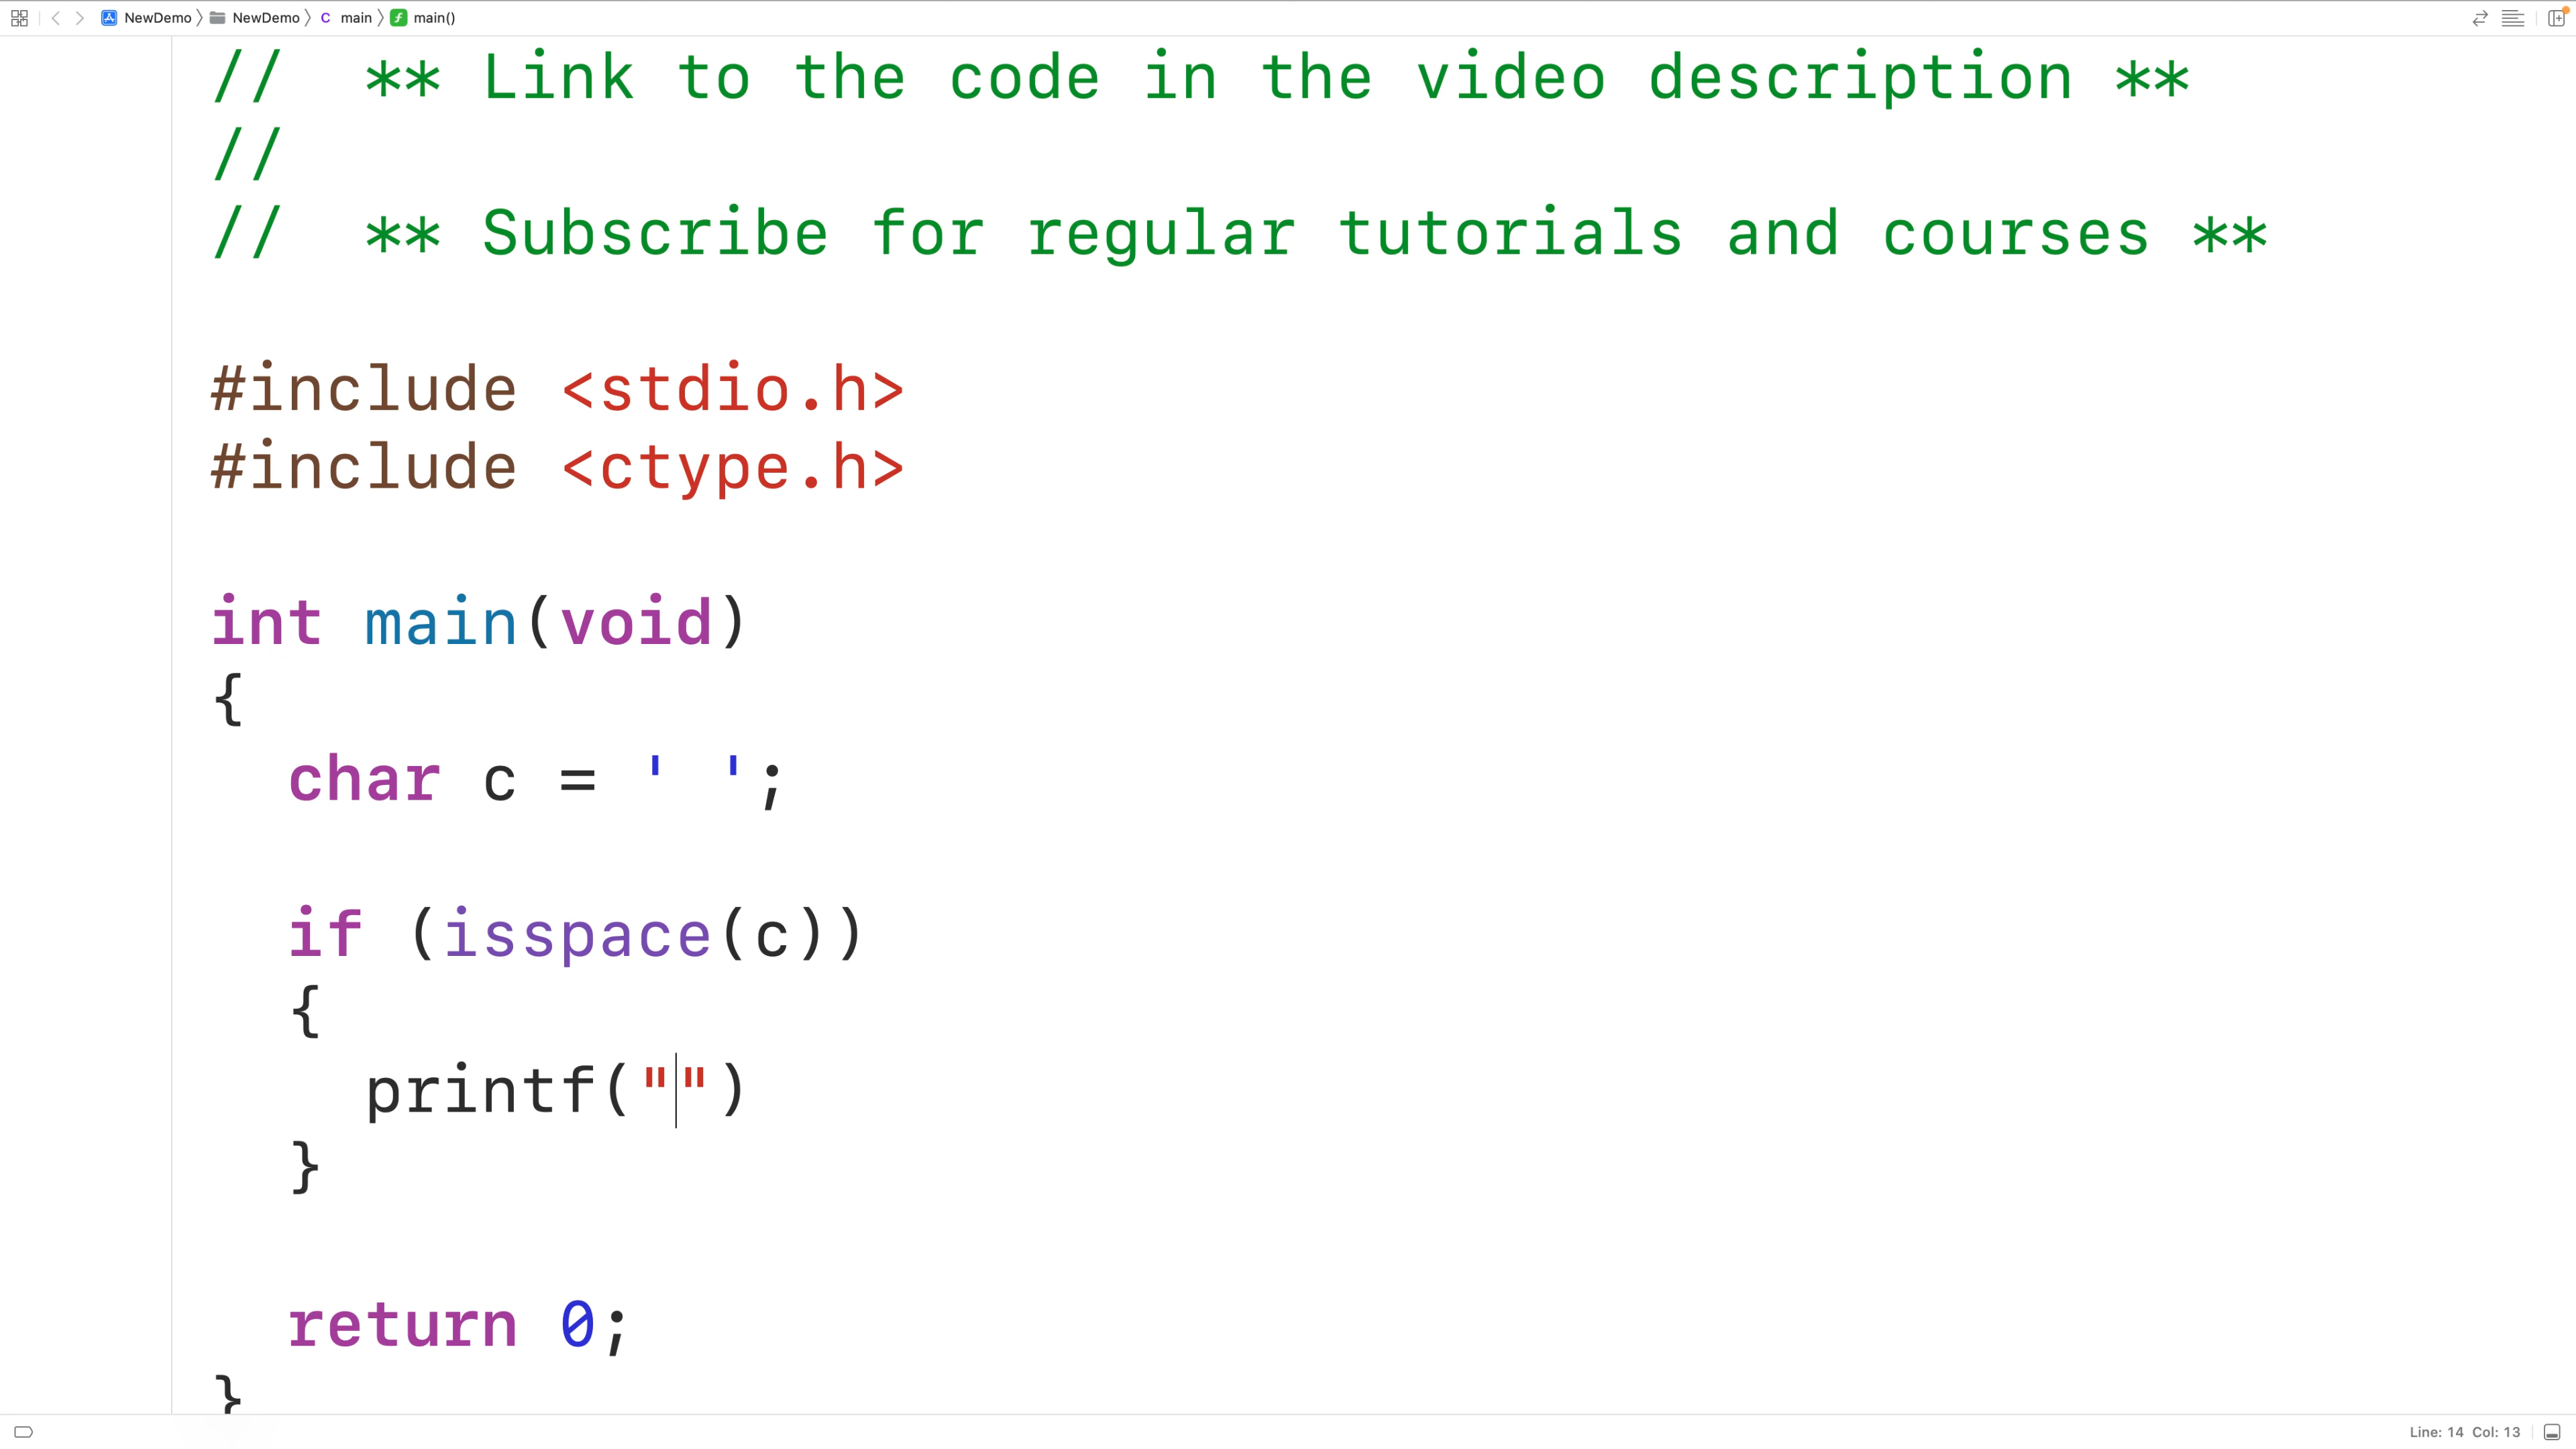 NewDemo NewDemo C main f main()
//  ** Link to the code in the video description **
//
//  ** Subscribe for regular tutorials and courses **
#include <stdio.h>
#include <ctype.h>
int main(void)
{
  char c = ' ';
  if (isspace(c))
  {
    printf("")
  }
  return 0;
}
Line: 14 Col: 13